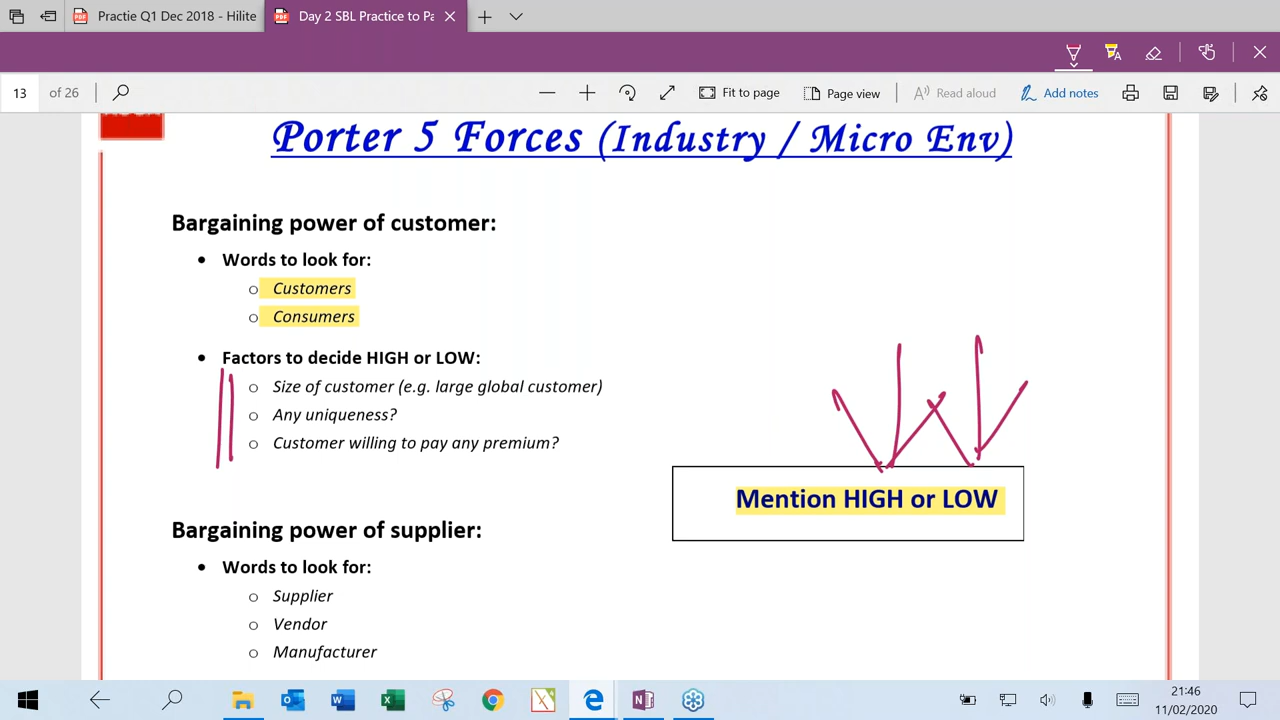 Practie Q1 Dec 2018 - Hilite
Day 2 SBL Practice to Pa
13 of 26
Fit to page
Page view
Read aloud
Add notes
Porter 5 Forces (Industry / Micro Env)
Bargaining power of customer:
• Words to look for:
o Customers
o Consumers
• Factors to decide HIGH or LOW:
o Size of customer (e.g. large global customer)
o Any uniqueness?
o Customer willing to pay any premium?
Mention HIGH or LOW
Bargaining power of supplier:
• Words to look for:
o Supplier
o Vendor
o Manufacturer
21:46
11/02/2020